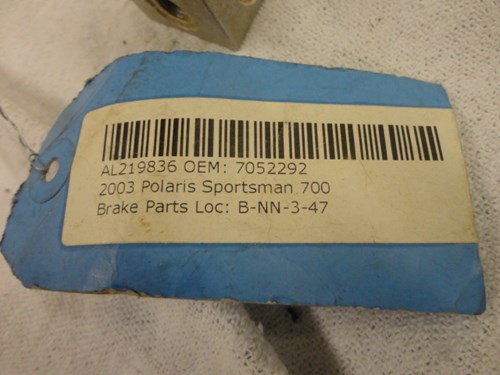 AL219836 OEM: 7052292
2003 Polaris Sportsman 700
Brake Parts Loc: B-NN-3-47